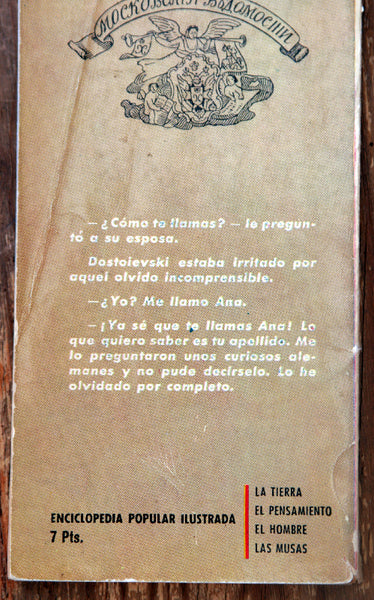 МОСКОВСКИЯ ВѢДОМОСТИ
— ¿Cómo te llamas? — le pregun-
tó a su esposa.
Dostoievski estaba irritado por
aquel olvido incomprensible.
—¿Yo? Me llamo Ana.
—¡Ya sé que te llamas Ana! Lo
que quiero saber es tu apellido. Me
lo preguntaron unos curiosos ale-
manes y no pude decírselo. Lo he
olvidado por completo.
ENCICLOPEDIA POPULAR ILUSTRADA
7 Pts.
LA TIERRA
EL PENSAMIENTO
EL HOMBRE
LAS MUSAS